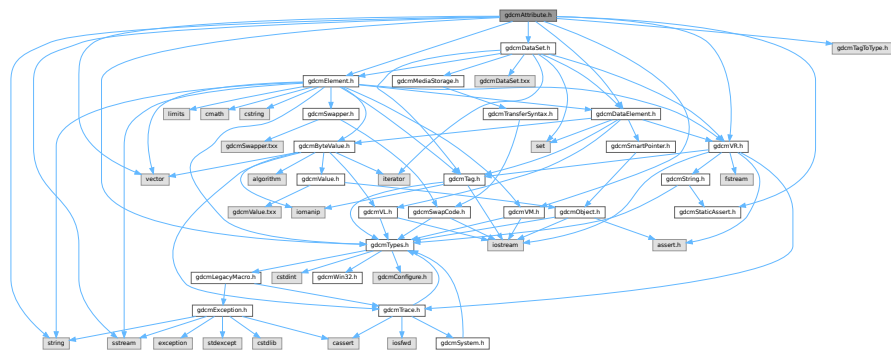 gdcmAttribute.h
gdcmDataSet.h
gdcmTagToType.h
gdcmElement.h
gdcmMediaStorage.h
gdcmDataSet.txx
limits
cmath
cstring
gdcmSwapper.h
gdcmTransferSyntax.h
gdcmDataElement.h
gdcmSwapper.txx
gdcmByteValue.h
set
gdcmSmartPointer.h
gdcmVR.h
vector
algorithm
gdcmValue.h
iterator
gdcmTag.h
gdcmString.h
fstream
gdcmValue.txx
iomanip
gdcmVL.h
gdcmSwapCode.h
gdcmVM.h
gdcmObject.h
gdcmStaticAssert.h
gdcmTypes.h
iostream
assert.h
gdcmLegacyMacro.h
cstdint
gdcmWin32.h
gdcmConfigure.h
gdcmException.h
gdcmTrace.h
string
sstream
exception
stdexcept
cstdlib
cassert
iosfwd
gdcmSystem.h